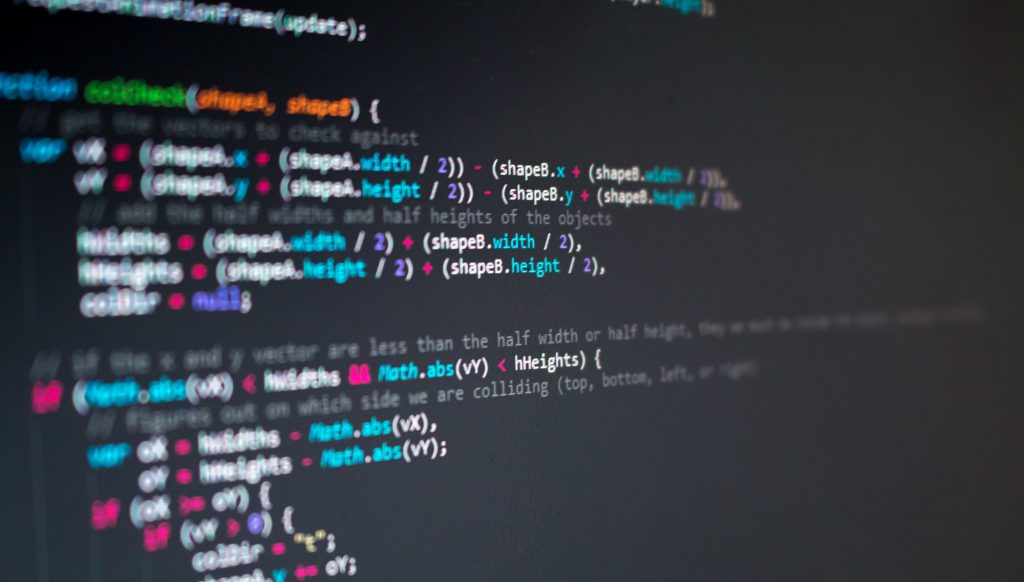 (update);
colCheck(shapeA, shapeB) {
// get the vectors to check against
var vX = (shapeA.x + (shapeA.width / 2)) - (shapeB.x + (shapeB.width / 2)),
vY = (shapeA.y + (shapeA.height / 2)) - (shapeB.y + (shapeB.height / 2)),
// add the half widths and half heights of the objects
hWidths = (shapeA.width / 2) + (shapeB.width / 2),
hHeights = (shapeA.height / 2) + (shapeB.height / 2),
colDir = null;
// if the x and y vector are less than the half width or half height, they
if (Math.abs(vX) < hWidths && Math.abs(vY) < hHeights) {
// figures out on which side we are colliding (top, bottom, left, or right)
var oX = hWidths - Math.abs(vX),
oY = hHeights - Math.abs(vY);
if (oX >= oY) {
if (vY > 0) {
colDir = "t";
shapeA.y += oY;